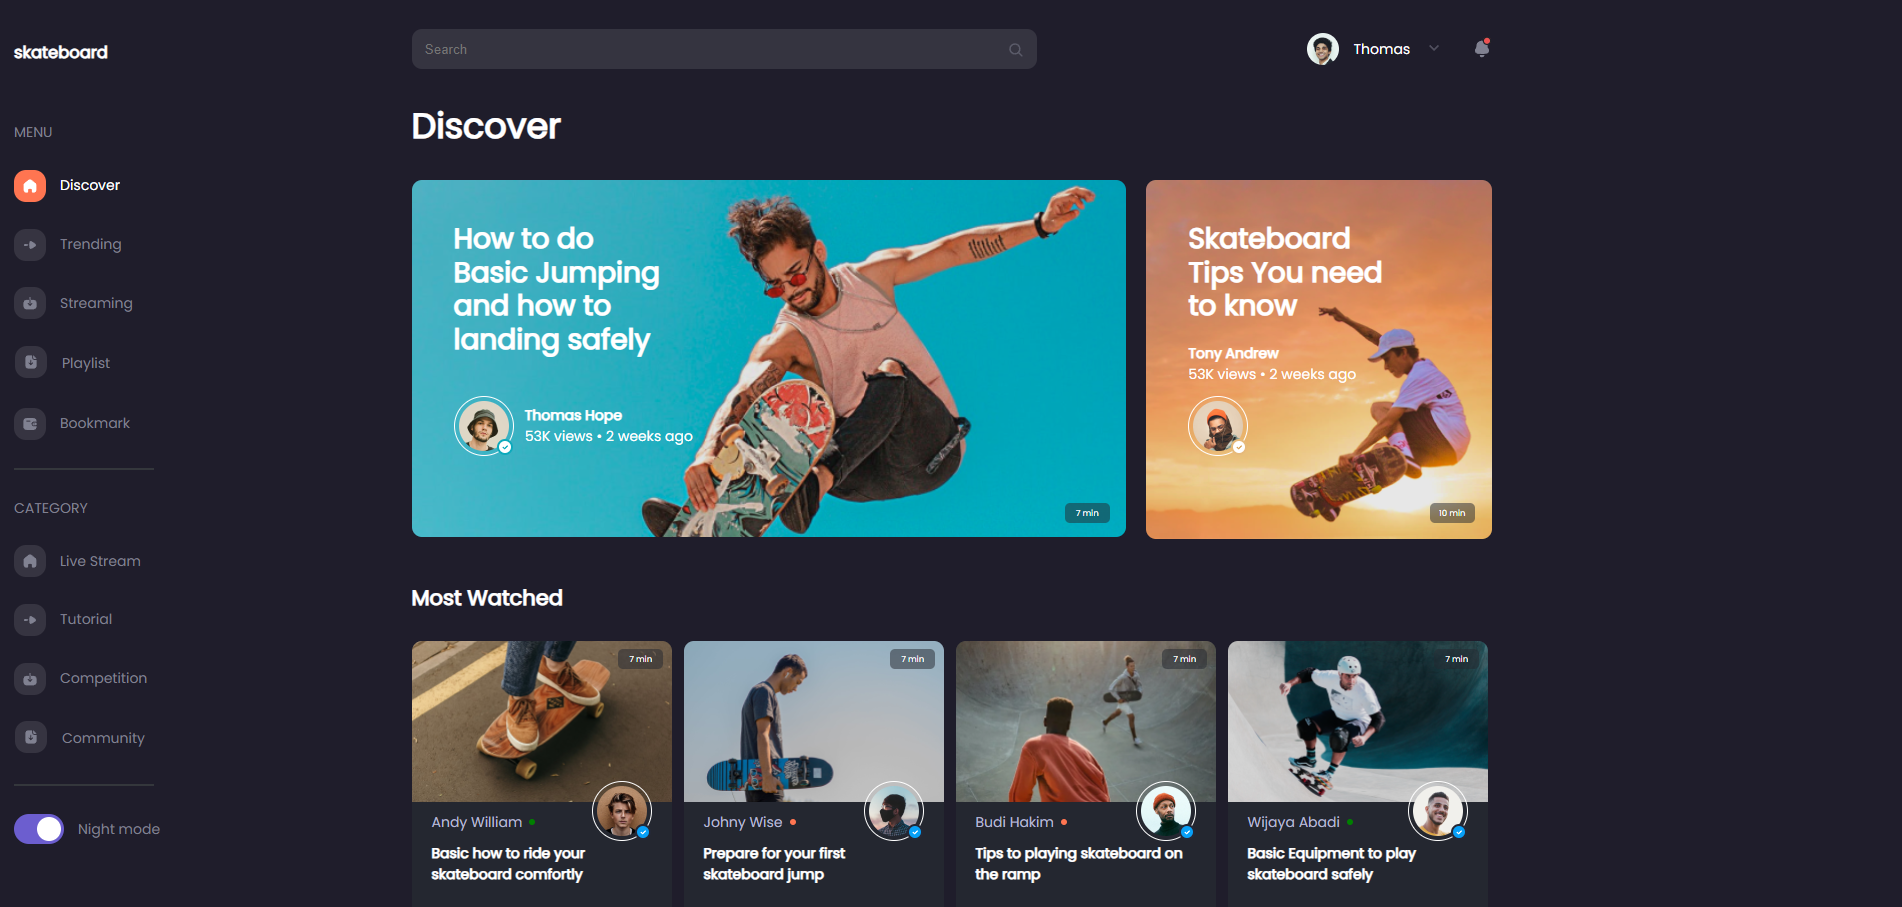 skateboard
Search
Thomas
MENU
Discover
Trending
Streaming
Playlist
Bookmark
CATEGORY
Live Stream
Tutorial
Competition
Community
Night mode
Discover
How to do
Basic Jumping
and how to
landing safely
Thomas Hope
53K views • 2 weeks ago
7 min
Skateboard
Tips You need
to know
Tony Andrew
53K views • 2 weeks ago
10 min
Most Watched
7 min
Andy William
Basic how to ride your
skateboard comfortly
7 min
Johny Wise
Prepare for your first
skateboard jump
7 min
Budi Hakim
Tips to playing skateboard on
the ramp
7 min
Wijaya Abadi
Basic Equipment to play
skateboard safely